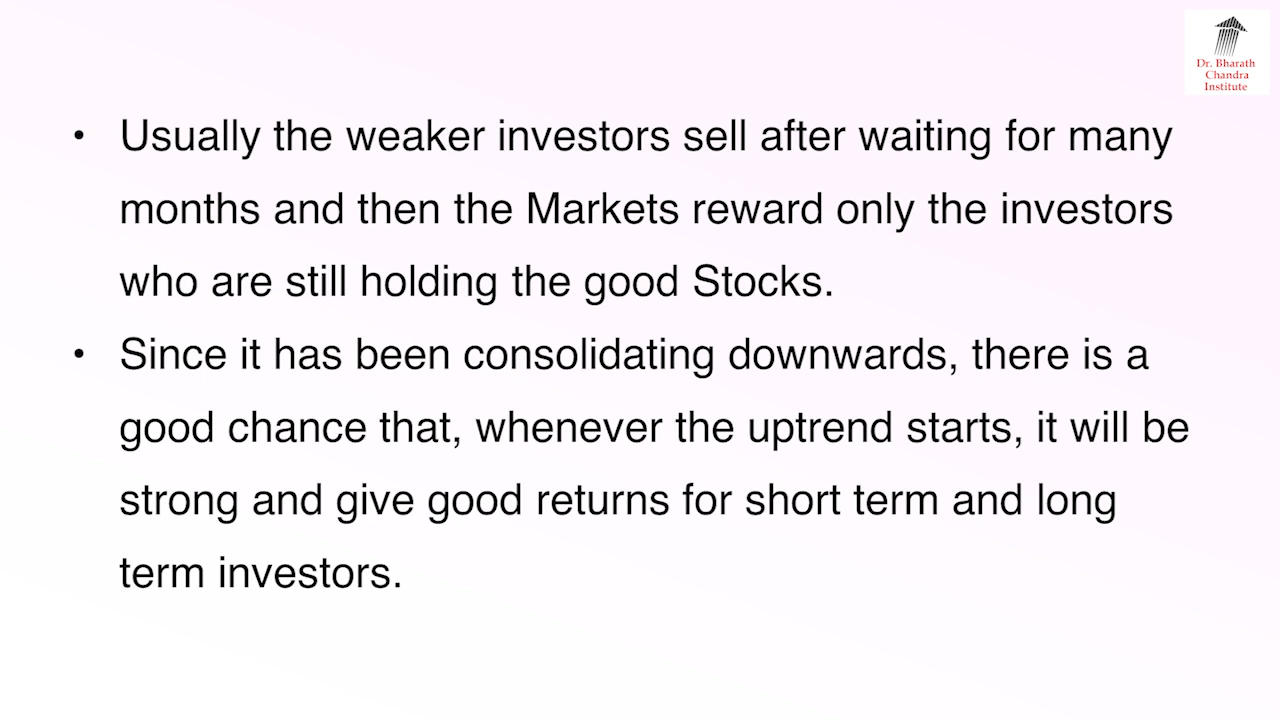 Dr. Bharath
Chandra
Institute
• Usually the weaker investors sell after waiting for many
months and then the Markets reward only the investors
who are still holding the good Stocks.
• Since it has been consolidating downwards, there is a
good chance that, whenever the uptrend starts, it will be
strong and give good returns for short term and long
term investors.